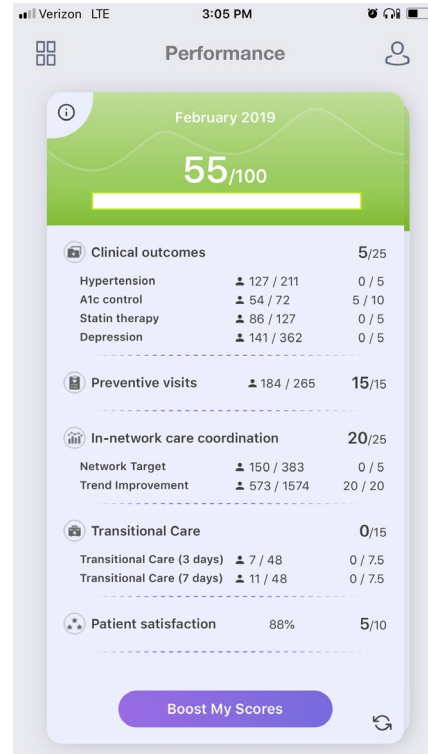 Verizon LTE 3:05 PM
Performance
February 2019
55/100
Clinical outcomes 5/25
Hypertension 127 / 211 0 / 5
A1c control 54 / 72 5 / 10
Statin therapy 86 / 127 0 / 5
Depression 141 / 362 0 / 5
Preventive visits 184 / 265 15/15
In-network care coordination 20/25
Network Target 150 / 383 0 / 5
Trend Improvement 573 / 1574 20 / 20
Transitional Care 0/15
Transitional Care (3 days) 7 / 48 0 / 7.5
Transitional Care (7 days) 11 / 48 0 / 7.5
Patient satisfaction 88% 5/10
Boost My Scores